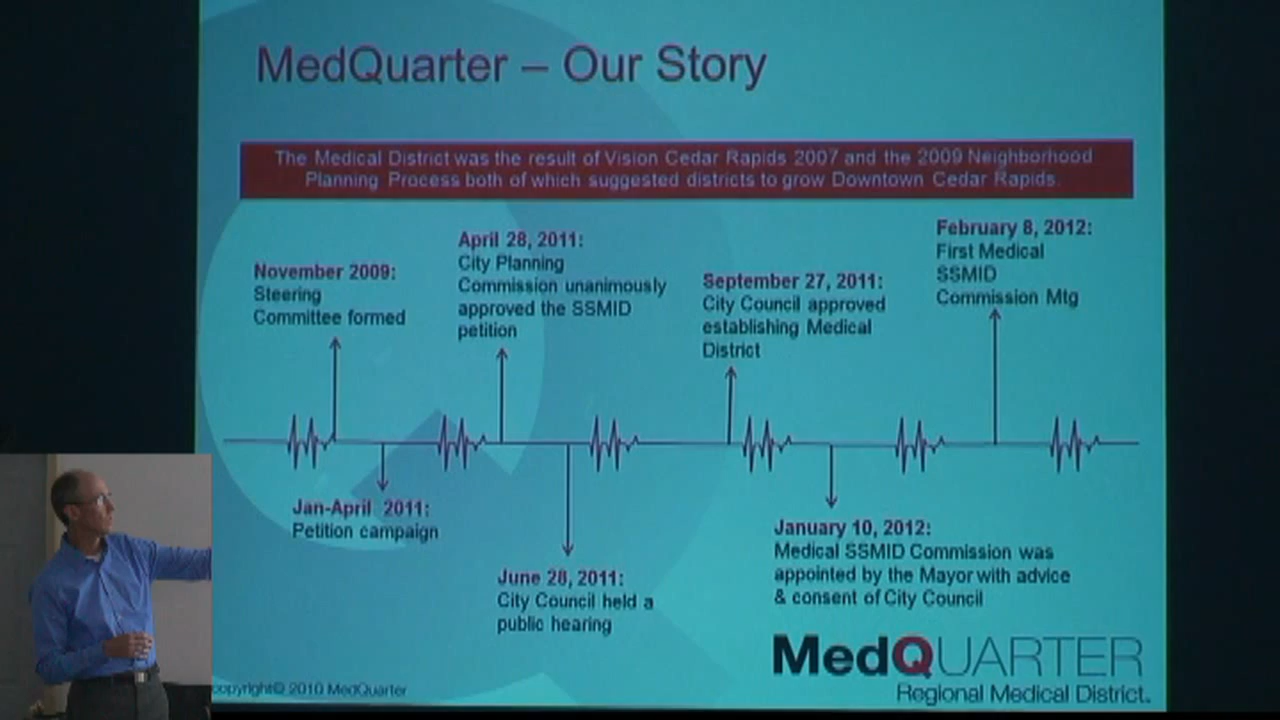 MedQuarter – Our Story
The Medical District was the result of Vision Cedar Rapids 2007 and the 2009 Neighborhood
Planning Process both of which suggested districts to grow Downtown Cedar Rapids.
November 2009:
Steering
Committee formed
April 28, 2011:
City Planning
Commission unanimously
approved the SSMID
petition
September 27, 2011:
City Council approved
establishing Medical
District
February 8, 2012:
First Medical
SSMID
Commission Mtg
Jan-April 2011:
Petition campaign
June 28, 2011:
City Council held a
public hearing
January 10, 2012:
Medical SSMID Commission was
appointed by the Mayor with advice
& consent of City Council
MedQUARTER
Regional Medical District.
copyright© 2010 MedQuarter